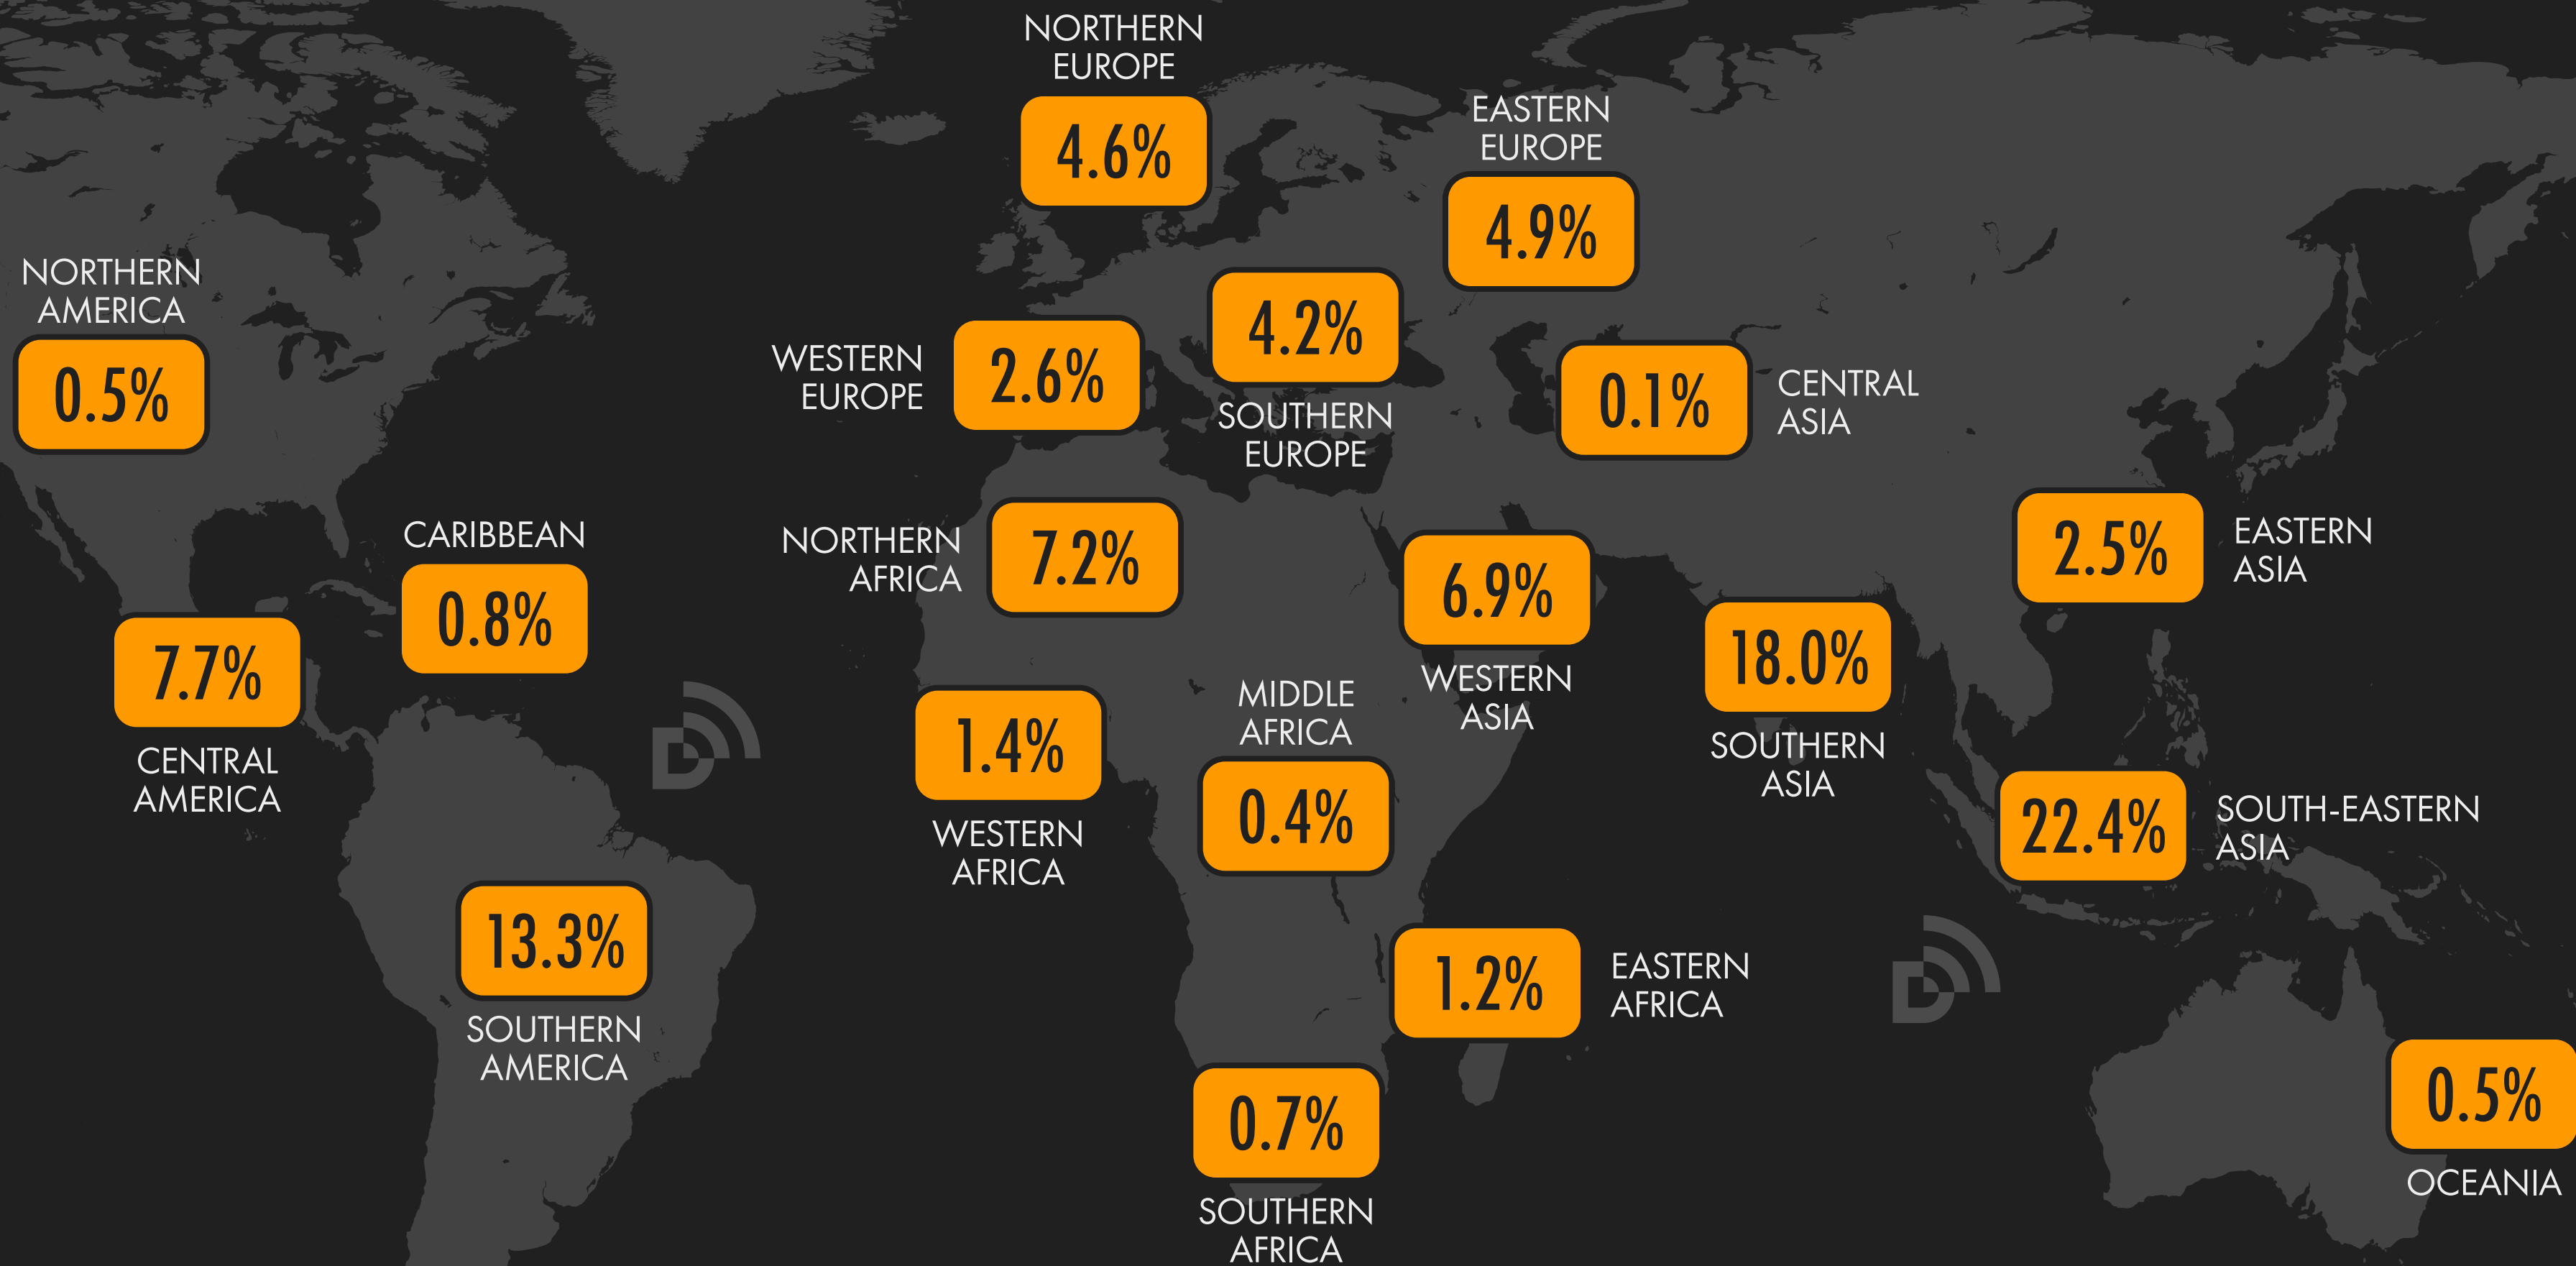 NORTHERN
EUROPE
4.6%
EASTERN
EUROPE
4.9%
NORTHERN
AMERICA
0.5%
WESTERN
EUROPE
2.6%
4.2%
SOUTHERN
EUROPE
0.1%
CENTRAL
ASIA
CARIBBEAN
0.8%
NORTHERN
AFRICA
7.2%
6.9%
WESTERN
ASIA
2.5%
EASTERN
ASIA
7.7%
CENTRAL
AMERICA
18.0%
SOUTHERN
ASIA
1.4%
WESTERN
AFRICA
MIDDLE
AFRICA
0.4%
22.4%
SOUTH-EASTERN
ASIA
13.3%
SOUTHERN
AMERICA
1.2%
EASTERN
AFRICA
0.7%
SOUTHERN
AFRICA
0.5%
OCEANIA